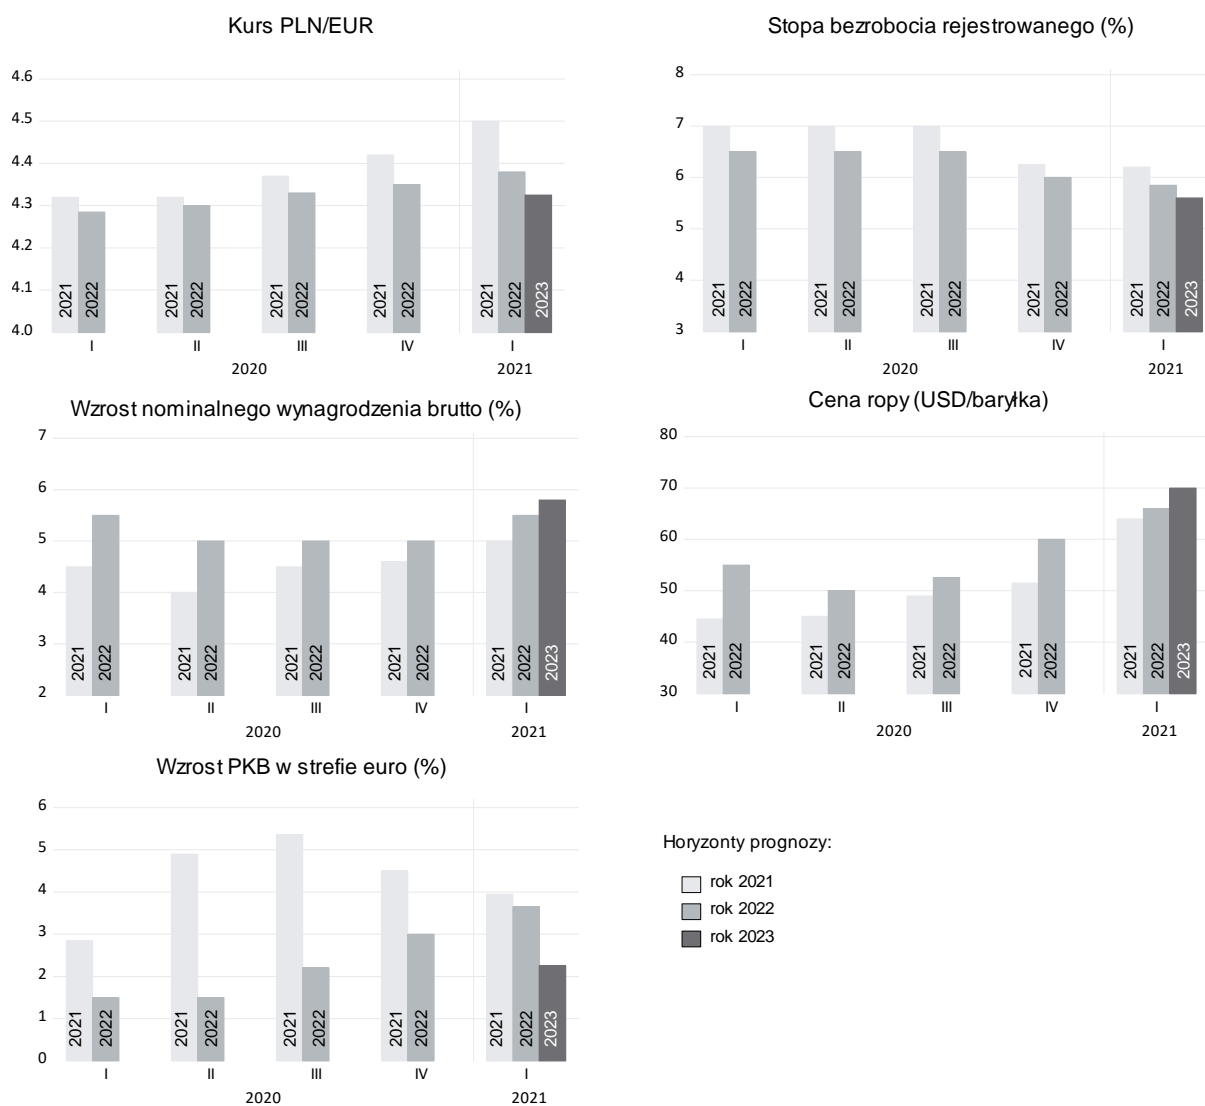 Kurs PLN/EUR
4.6
4.5
4.4
4.3
4.2
4.1
4.0
2021 2022 2021 2022 2021 2022 2021 2022 2021 2022 2023
I II III IV I
2020 2021
Stopa bezrobocia rejestrowanego (%)
8
7
6
5
4
3
2021 2022 2021 2022 2021 2022 2021 2022 2021 2022 2023
I II III IV I
2020 2021
Wzrost nominalnego wynagrodzenia brutto (%)
7
6
5
4
3
2
2021 2022 2021 2022 2021 2022 2021 2022 2021 2022 2023
I II III IV I
2020 2021
Cena ropy (USD/baryłka)
80
70
60
50
40
30
2021 2022 2021 2022 2021 2022 2021 2022 2021 2022 2023
I II III IV I
2020 2021
Wzrost PKB w strefie euro (%)
6
5
4
3
2
1
0
2021 2022 2021 2022 2021 2022 2021 2022 2021 2022 2023
I II III IV I
2020 2021
Horyzonty prognozy:
rok 2021
rok 2022
rok 2023